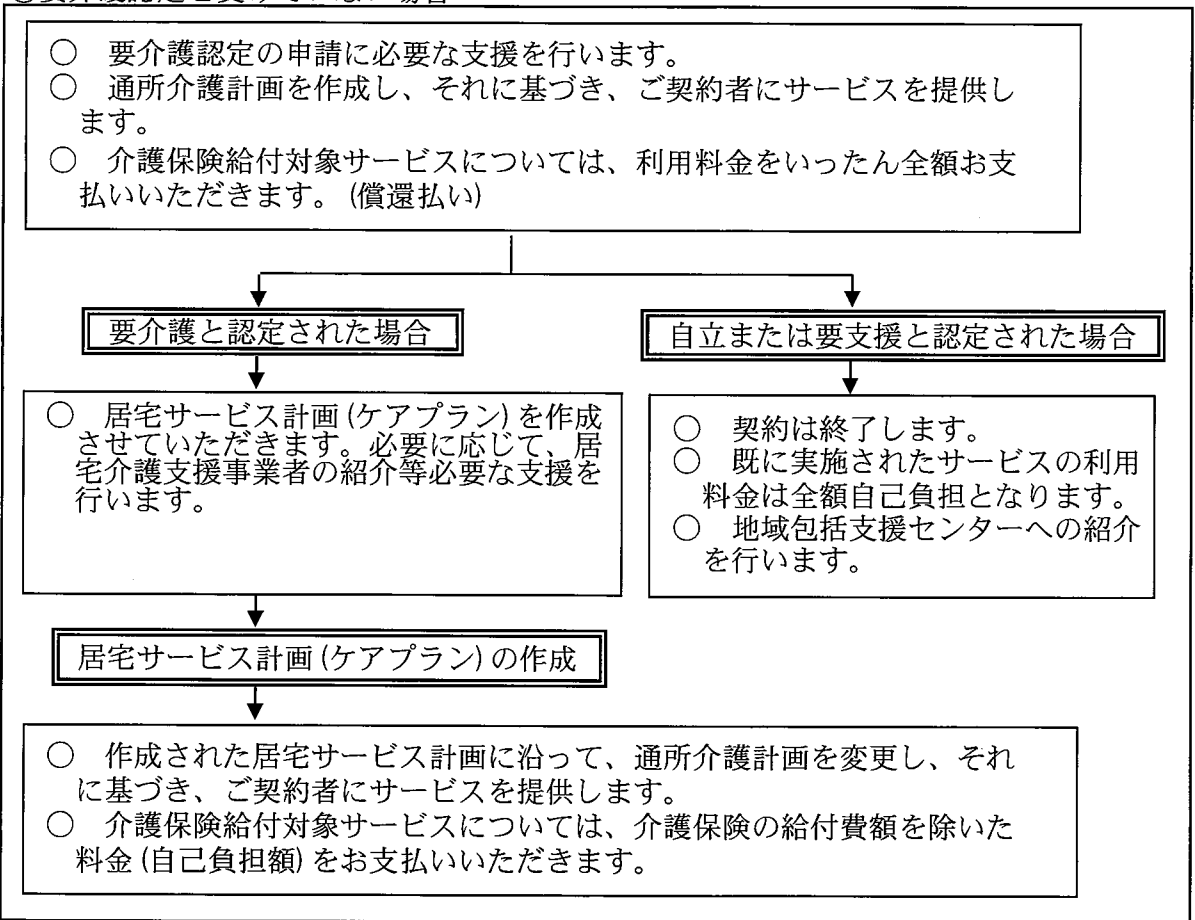 ○　要介護認定の申請に必要な支援を行います。
○　通所介護計画を作成し、それに基づき、ご契約者にサービスを提供し
ます。
○　介護保険給付対象サービスについては、利用料金をいったん全額お支
払いいただきます。(償還払い)
要介護と認定された場合
自立または要支援と認定された場合
○　居宅サービス計画(ケアプラン)を作成
させていただきます。必要に応じて、居
宅介護支援事業者の紹介等必要な支援を
行います。
○　契約は終了します。
○　既に実施されたサービスの利用
料金は全額自己負担となります。
○　地域包括支援センターへの紹介
を行います。
居宅サービス計画(ケアプラン)の作成
○　作成された居宅サービス計画に沿って、通所介護計画を変更し、それ
に基づき、ご契約者にサービスを提供します。
○　介護保険給付対象サービスについては、介護保険の給付費額を除いた
料金(自己負担額)をお支払いいただきます。